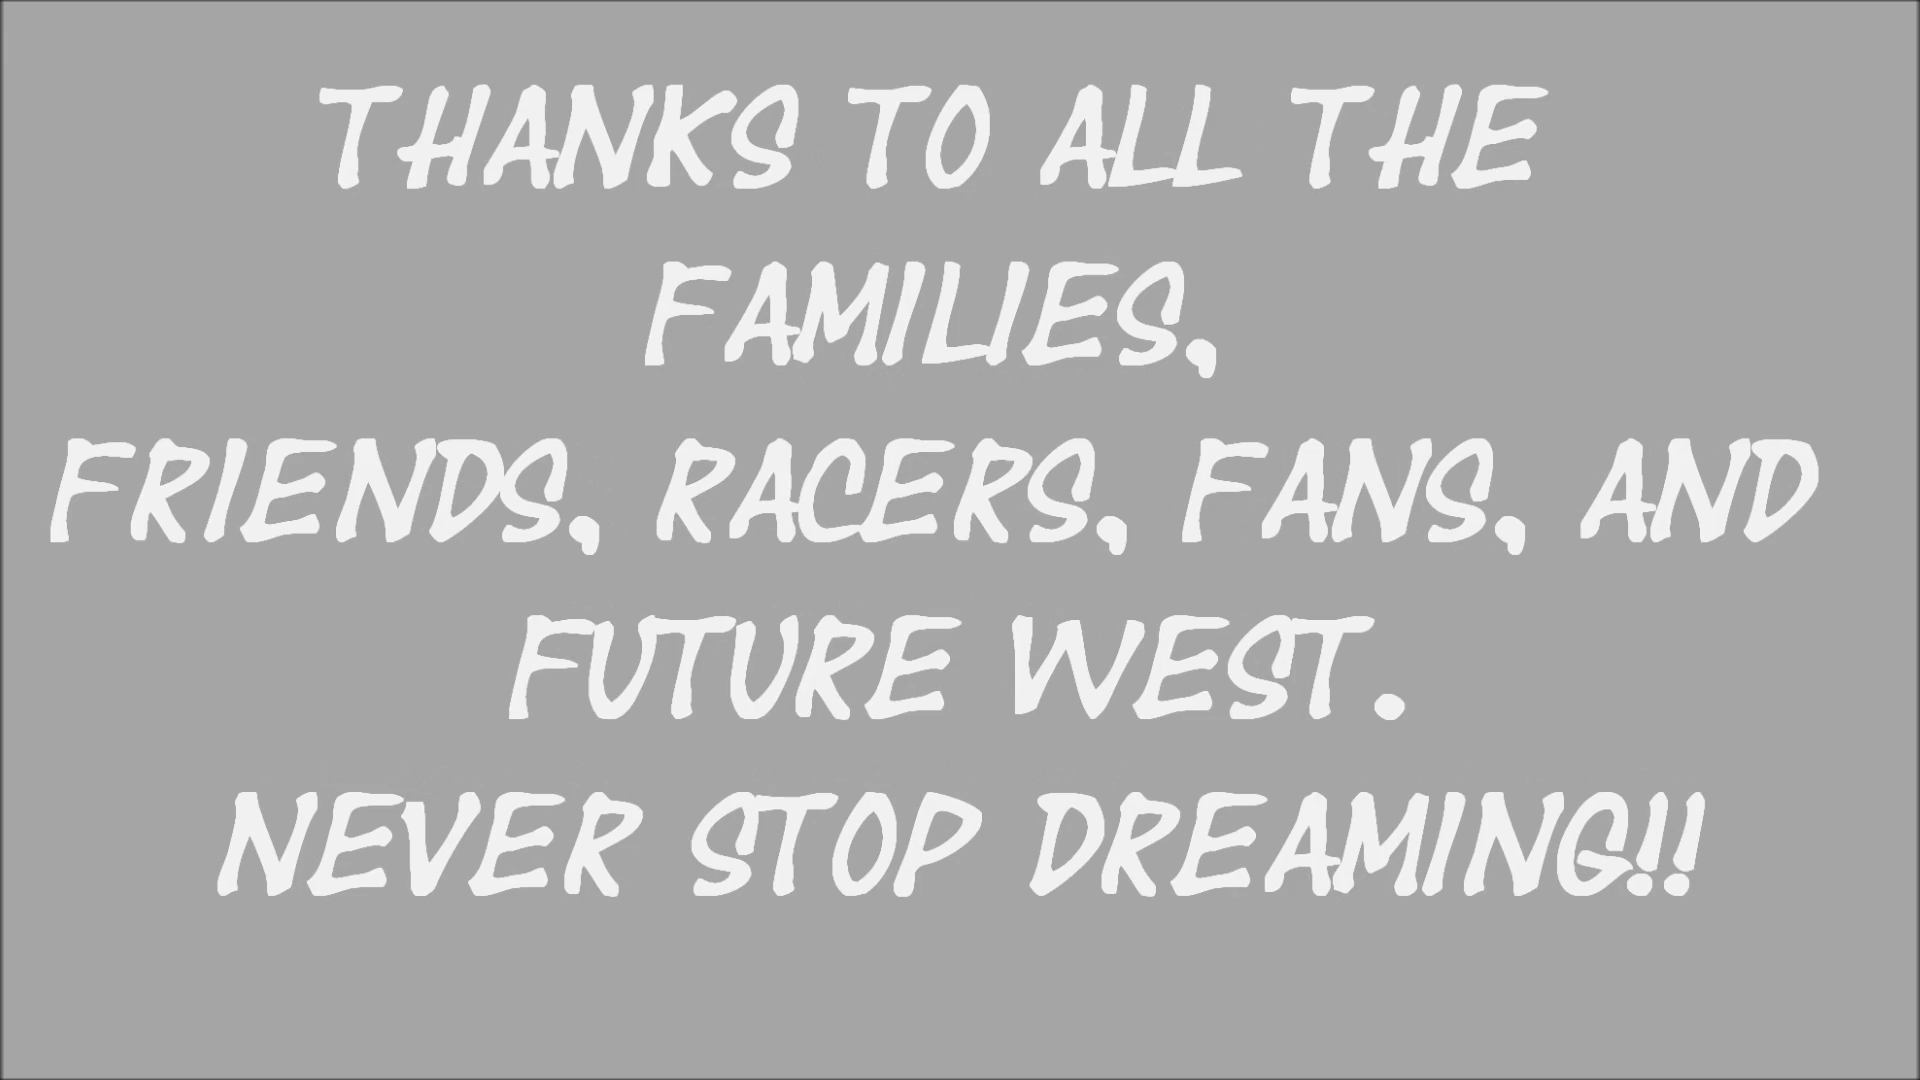 THANKS TO ALL THE
FAMILIES,
FRIENDS, RACERS, FANS, AND
FUTURE WEST.
NEVER STOP DREAMING!!